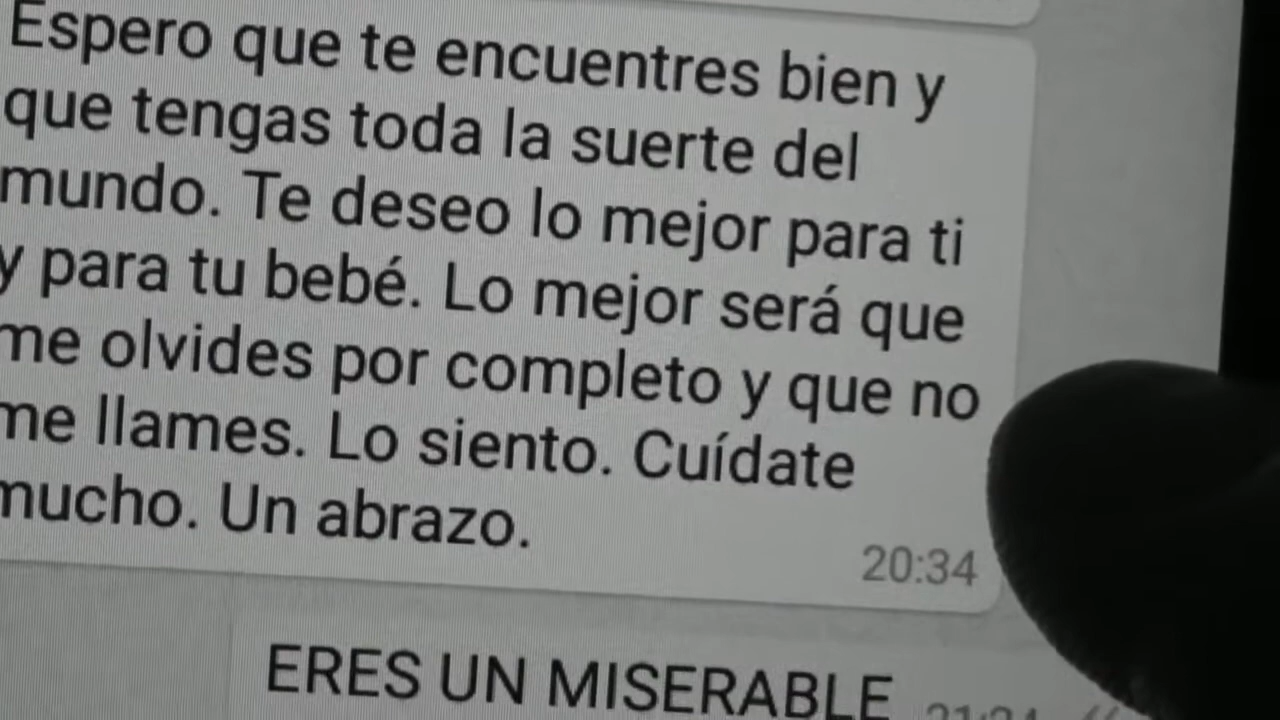 Espero que te encuentres bien y
que tengas toda la suerte del
mundo. Te deseo lo mejor para ti
y para tu bebé. Lo mejor será que
me olvides por completo y que no
me llames. Lo siento. Cuídate
mucho. Un abrazo.
20:34
ERES UN MISERABLE